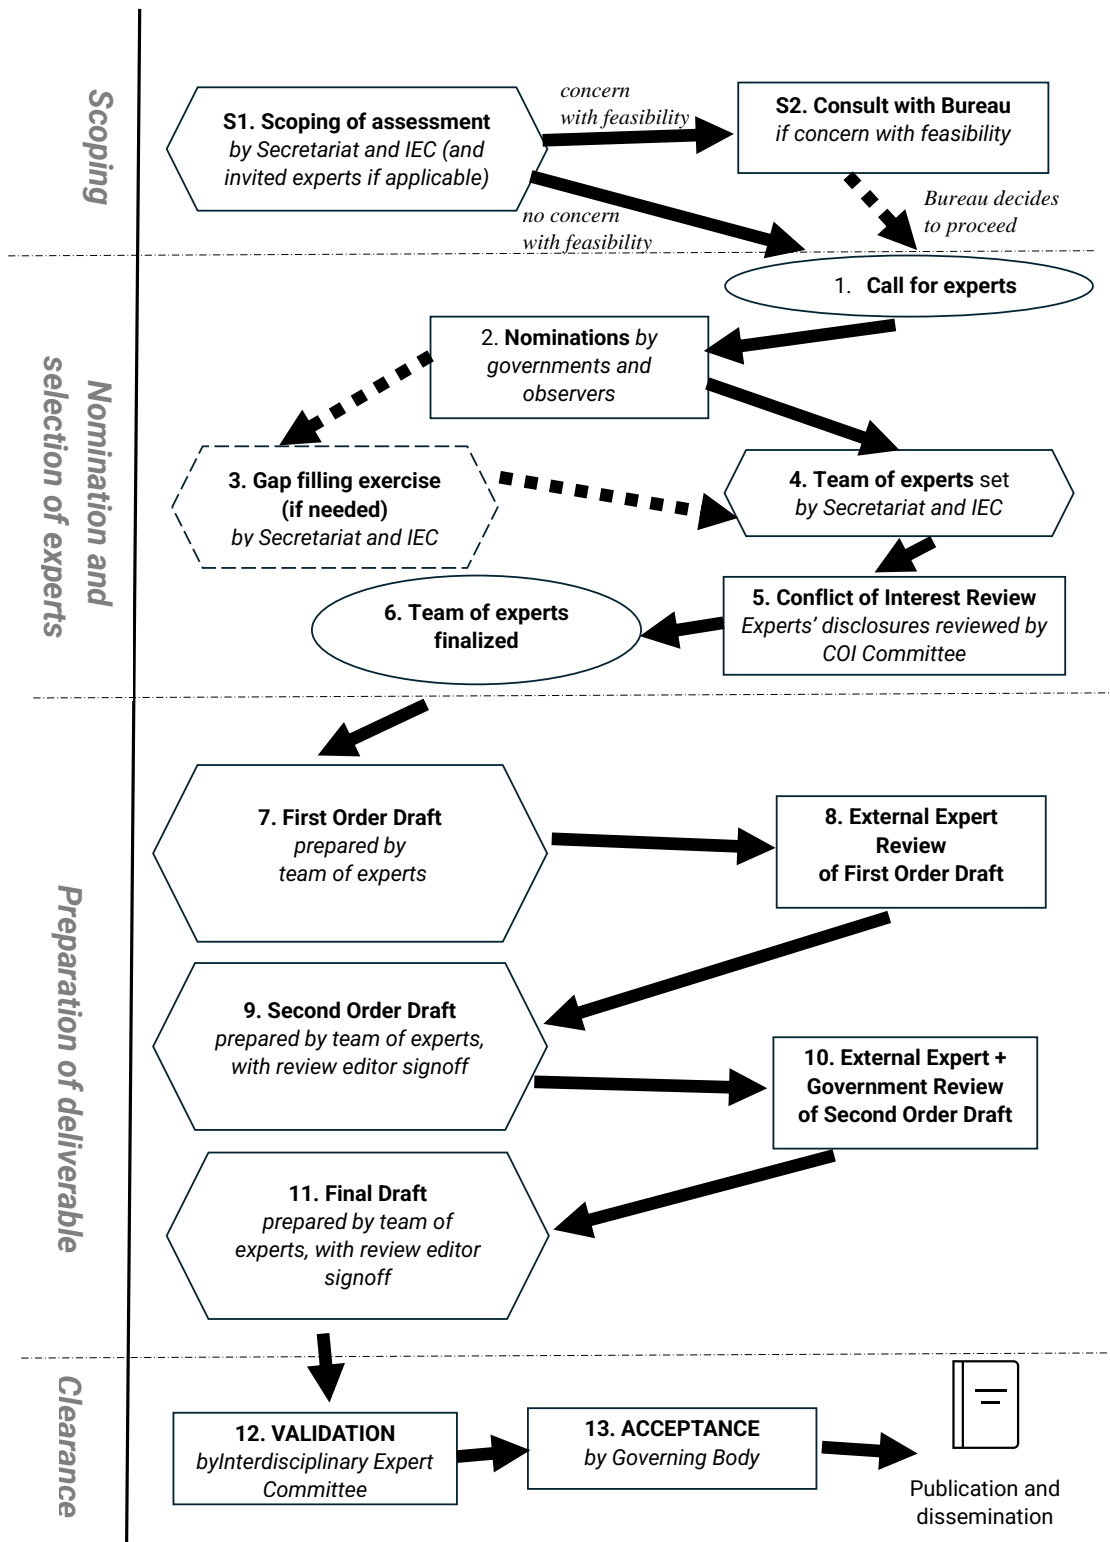 Scoping
S1. Scoping of assessment
by Secretariat and IEC (and
invited experts if applicable)
concern
with feasibility
S2. Consult with Bureau
if concern with feasibility
no concern
with feasibility
Bureau decides
to proceed
Nomination and
selection of experts
1. Call for experts
2. Nominations by
governments and
observers
3. Gap filling exercise
(if needed)
by Secretariat and IEC
4. Team of experts set
by Secretariat and IEC
5. Conflict of Interest Review
Experts’ disclosures reviewed by
COI Committee
6. Team of experts
finalized
Preparation of deliverable
7. First Order Draft
prepared by
team of experts
8. External Expert
Review
of First Order Draft
9. Second Order Draft
prepared by team of experts,
with review editor signoff
10. External Expert +
Government Review
of Second Order Draft
11. Final Draft
prepared by team of
experts, with review editor
signoff
Clearance
12. VALIDATION
byInterdisciplinary Expert
Committee
13. ACCEPTANCE
by Governing Body
Publication and
dissemination